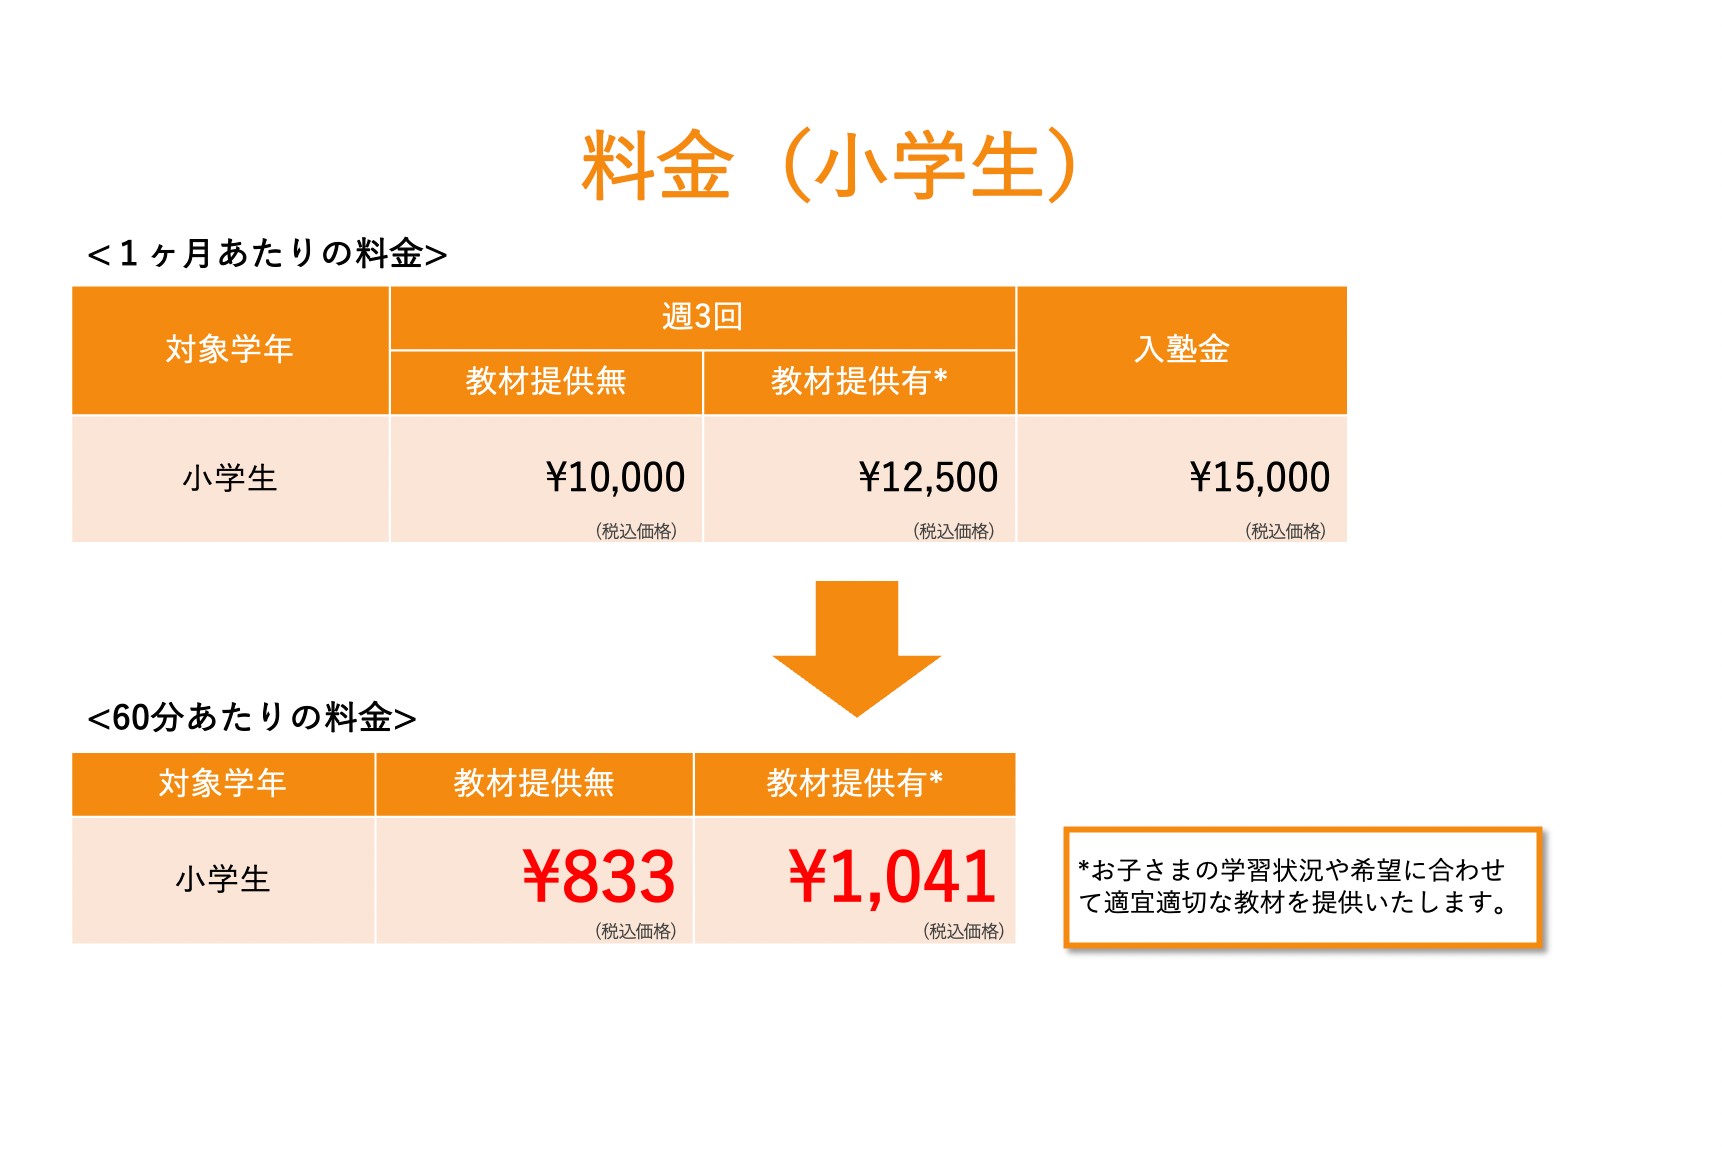 料金（小学生）
<１ヶ月あたりの料金>
対象学年
週3回
入塾金
教材提供無
教材提供有*
小学生
¥10,000
¥12,500
¥15,000
（税込価格）
（税込価格）
（税込価格）
<60分あたりの料金>
対象学年
教材提供無
教材提供有*
小学生
¥833
¥1,041
（税込価格）
（税込価格）
*お子さまの学習状況や希望に合わせ
て適宜適切な教材を提供いたします。